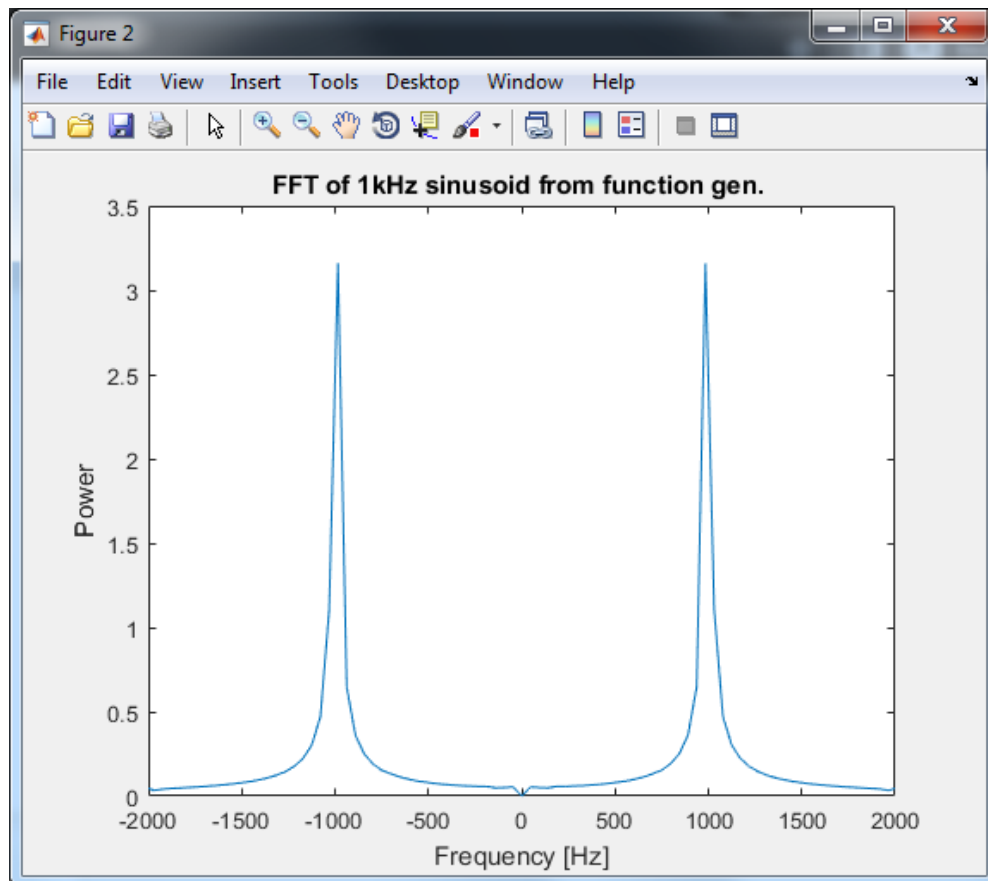 Figure 2
File Edit View Insert Tools Desktop Window Help
FFT of 1kHz sinusoid from function gen.
3.5
3
2.5
2
1.5
1
0.5
0
Power
-2000 -1500 -1000 -500 0 500 1000 1500 2000
Frequency [Hz]